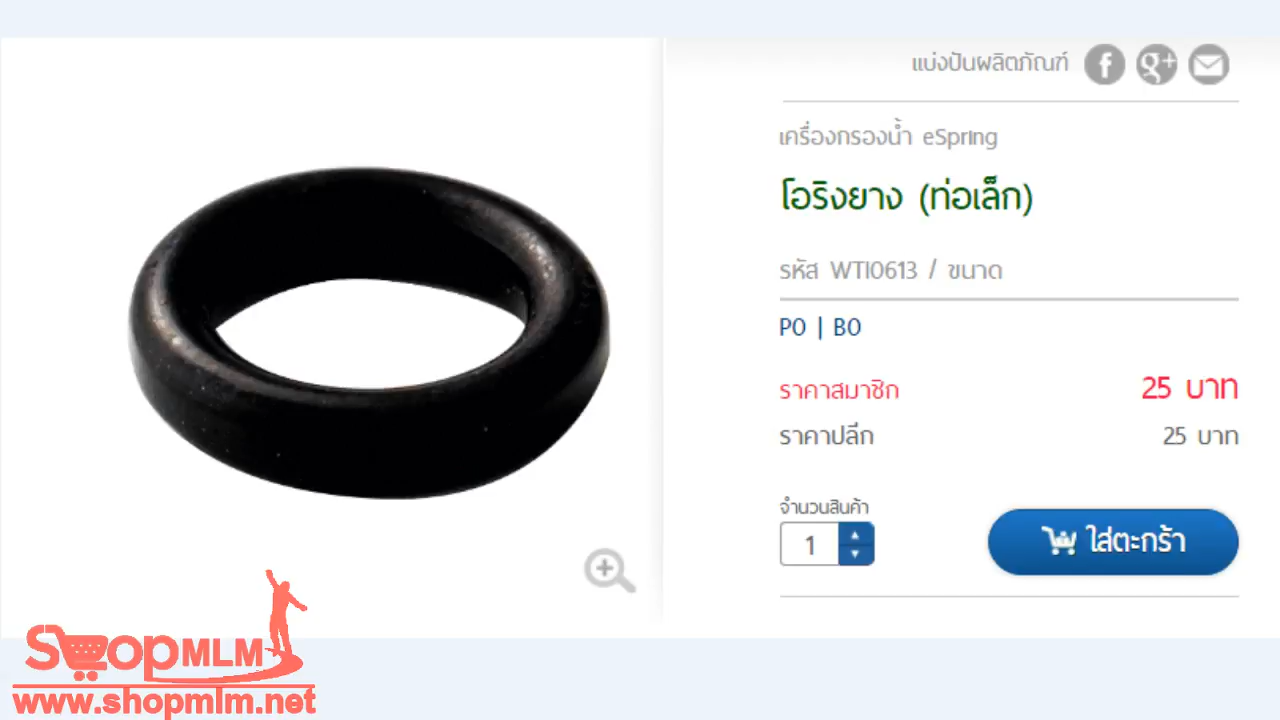 แบ่งปันผลิตภัณฑ์
เครื่องกรองน้ำ eSpring
โอริงยาง (ท่อเล็ก)
รหัส WTI0613 / ขนาด
P0 | B0
ราคาสมาชิก 25 บาท
ราคาปลีก 25 บาท
จำนวนสินค้า
1
ใส่ตะกร้า
ShopMLM
www.shopmlm.net